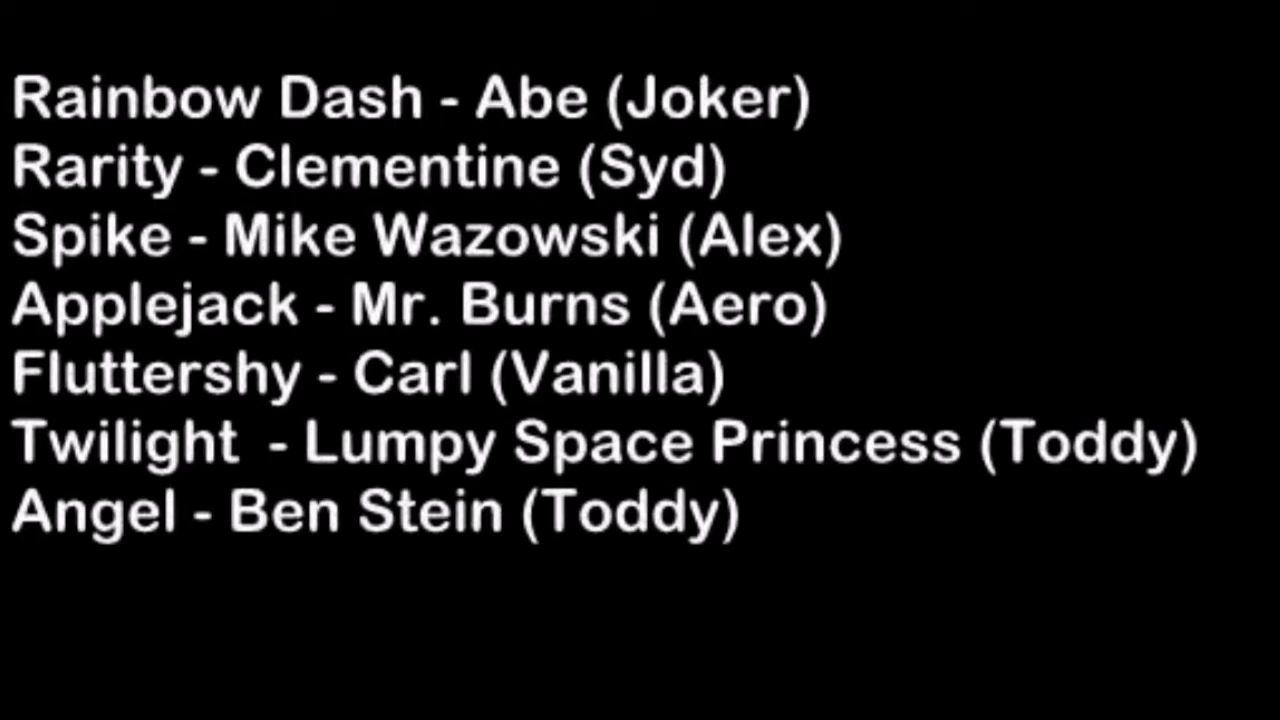 Rainbow Dash - Abe (Joker)
Rarity - Clementine (Syd)
Spike - Mike Wazowski (Alex)
Applejack - Mr. Burns (Aero)
Fluttershy - Carl (Vanilla)
Twilight  - Lumpy Space Princess (Toddy)
Angel - Ben Stein (Toddy)